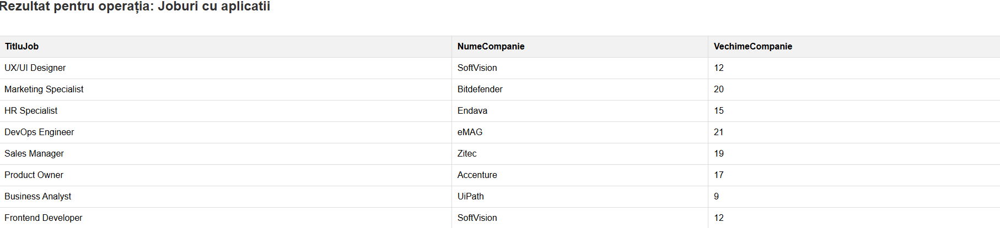 Rezultat pentru operația: Joburi cu aplicatii
TitluJob NumeCompanie VechimeCompanie
UX/UI Designer SoftVision 12
Marketing Specialist Bitdefender 20
HR Specialist Endava 15
DevOps Engineer eMAG 21
Sales Manager Zitec 19
Product Owner Accenture 17
Business Analyst UiPath 9
Frontend Developer SoftVision 12